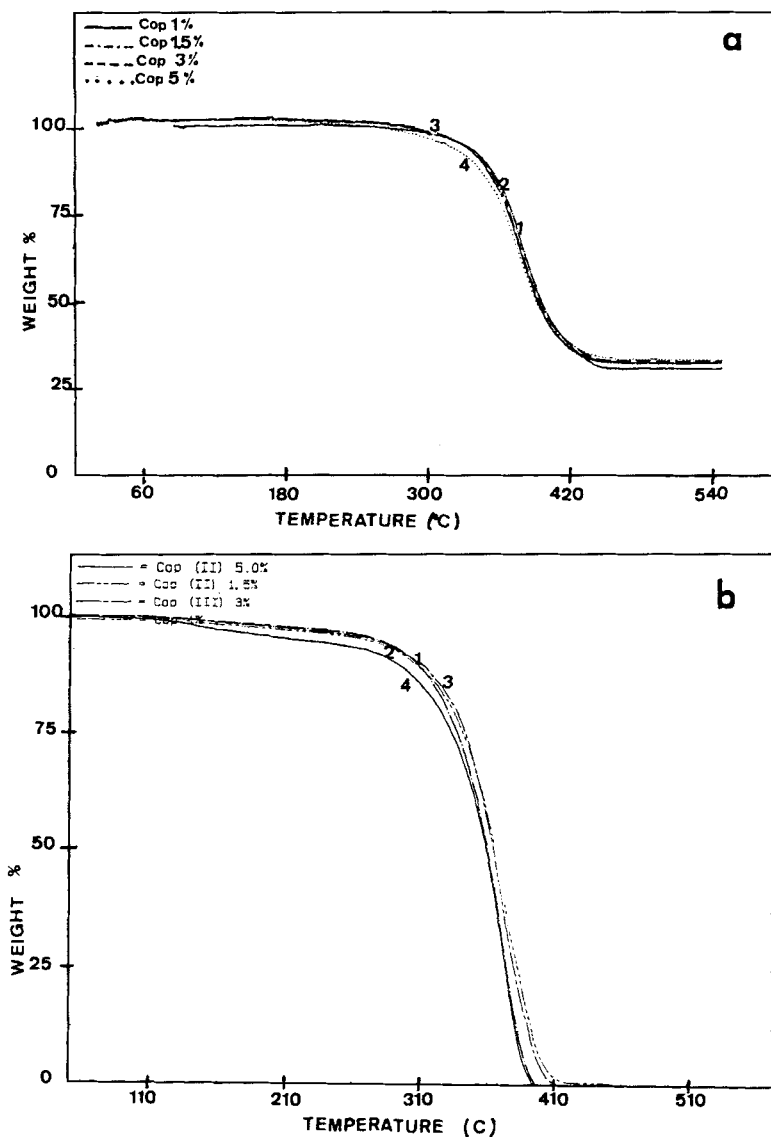 Cop 1%
a
Cop 1.5%
Cop 3%
Cop 5%
100
3
4
2
75
1
WEIGHT %
50
25
0
60 180 300 420 540
TEMPERATURE (°C)
= Cop (II) 5.0%
b
= Cop (II) 1.5%
= Cop (III) 3%
100
2 1
4
3
75
50
WEIGHT %
25
0
110 210 310 410 510
TEMPERATURE (C)